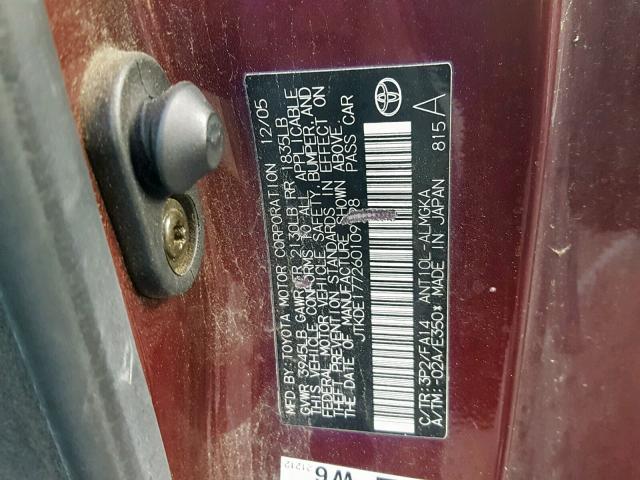 MFD.BY:TOYOTA MOTOR CORPORATION 12/05
GVWR 3945LB GAWR FR 2130LB RR 1835LB
THIS VEHICLE CONFORMS TO ALL APPLICABLE
FEDERAL MOTOR VEHICLE SAFETY, BUMPER, AND
THEFT PREVENTION STANDARDS IN EFFECT ON
THE DATE OF MANUFACTURE SHOWN ABOVE.
PASS. CAR
C/TR:3P2/FA14 ANT10L-ALMGKA
A/TM:-02A/E350* MADE IN JAPAN 815 A
21212